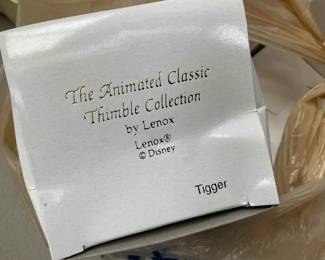 The Animated Classic
Thimble Collection
by Lenox
Lenox®
© Disney
Tigger